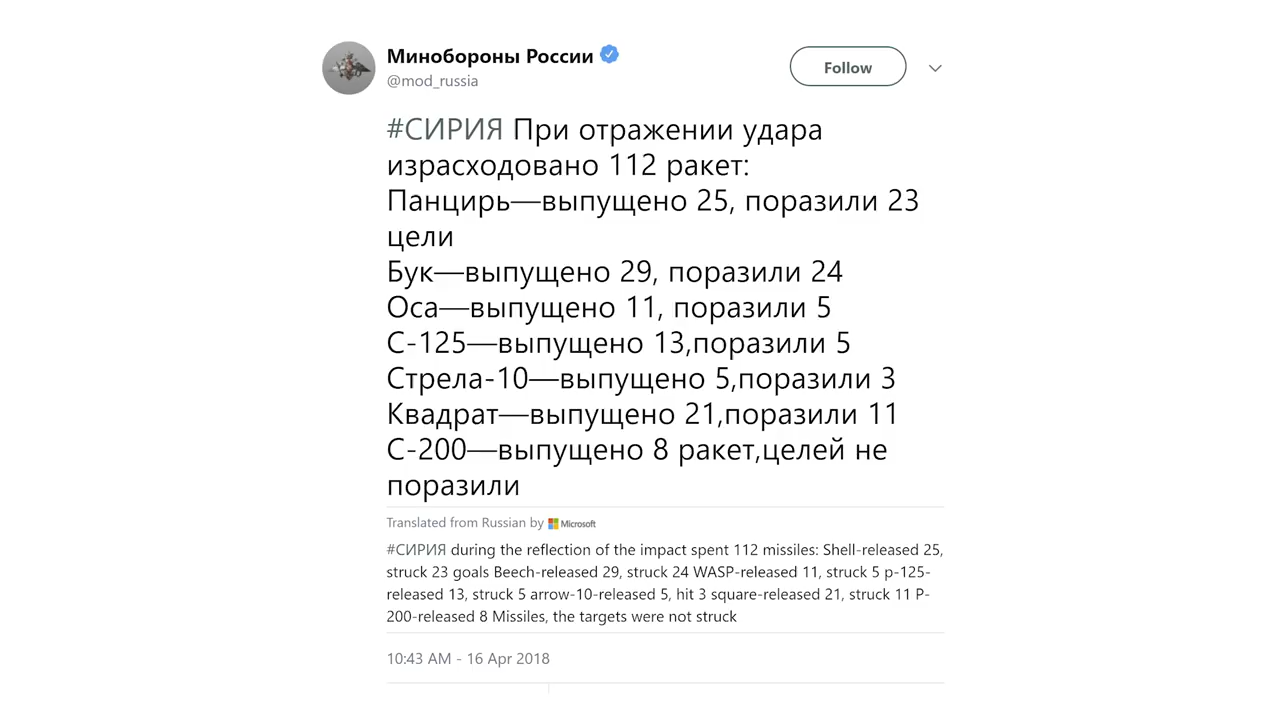 Минобороны России
@mod_russia
Follow
#СИРИЯ При отражении удара
израсходовано 112 ракет:
Панцирь—выпущено 25, поразили 23
цели
Бук—выпущено 29, поразили 24
Оса—выпущено 11, поразили 5
С-125—выпущено 13,поразили 5
Стрела-10—выпущено 5,поразили 3
Квадрат—выпущено 21,поразили 11
С-200—выпущено 8 ракет,целей не
поразили
Translated from Russian by Microsoft
#СИРИЯ during the reflection of the impact spent 112 missiles: Shell-released 25,
struck 23 goals Beech-released 29, struck 24 WASP-released 11, struck 5 p-125-
released 13, struck 5 arrow-10-released 5, hit 3 square-released 21, struck 11 P-
200-released 8 Missiles, the targets were not struck
10:43 AM - 16 Apr 2018